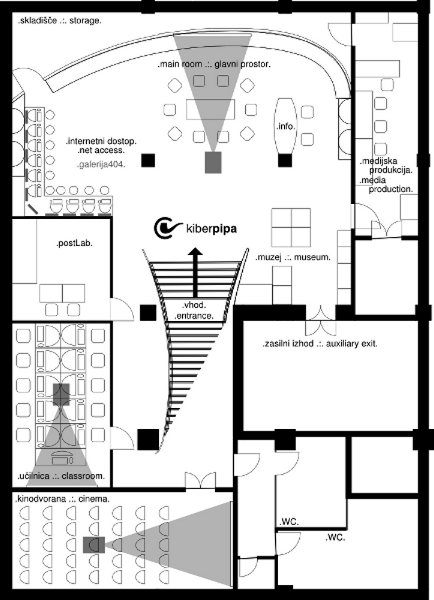 .skladišče .:. storage.
.main room .:. glavni prostor.
.info.
.internetni dostop.
.net access.
.galerija404.
.medijska
produkcija.
.media
production.
kiberpipa
.postLab.
.muzej .:. museum.
.vhod.
.entrance.
.zasilni izhod .:. auxiliary exit.
.učilnica .:. classroom.
.kinodvorana .:. cinema.
.WC.
.WC.